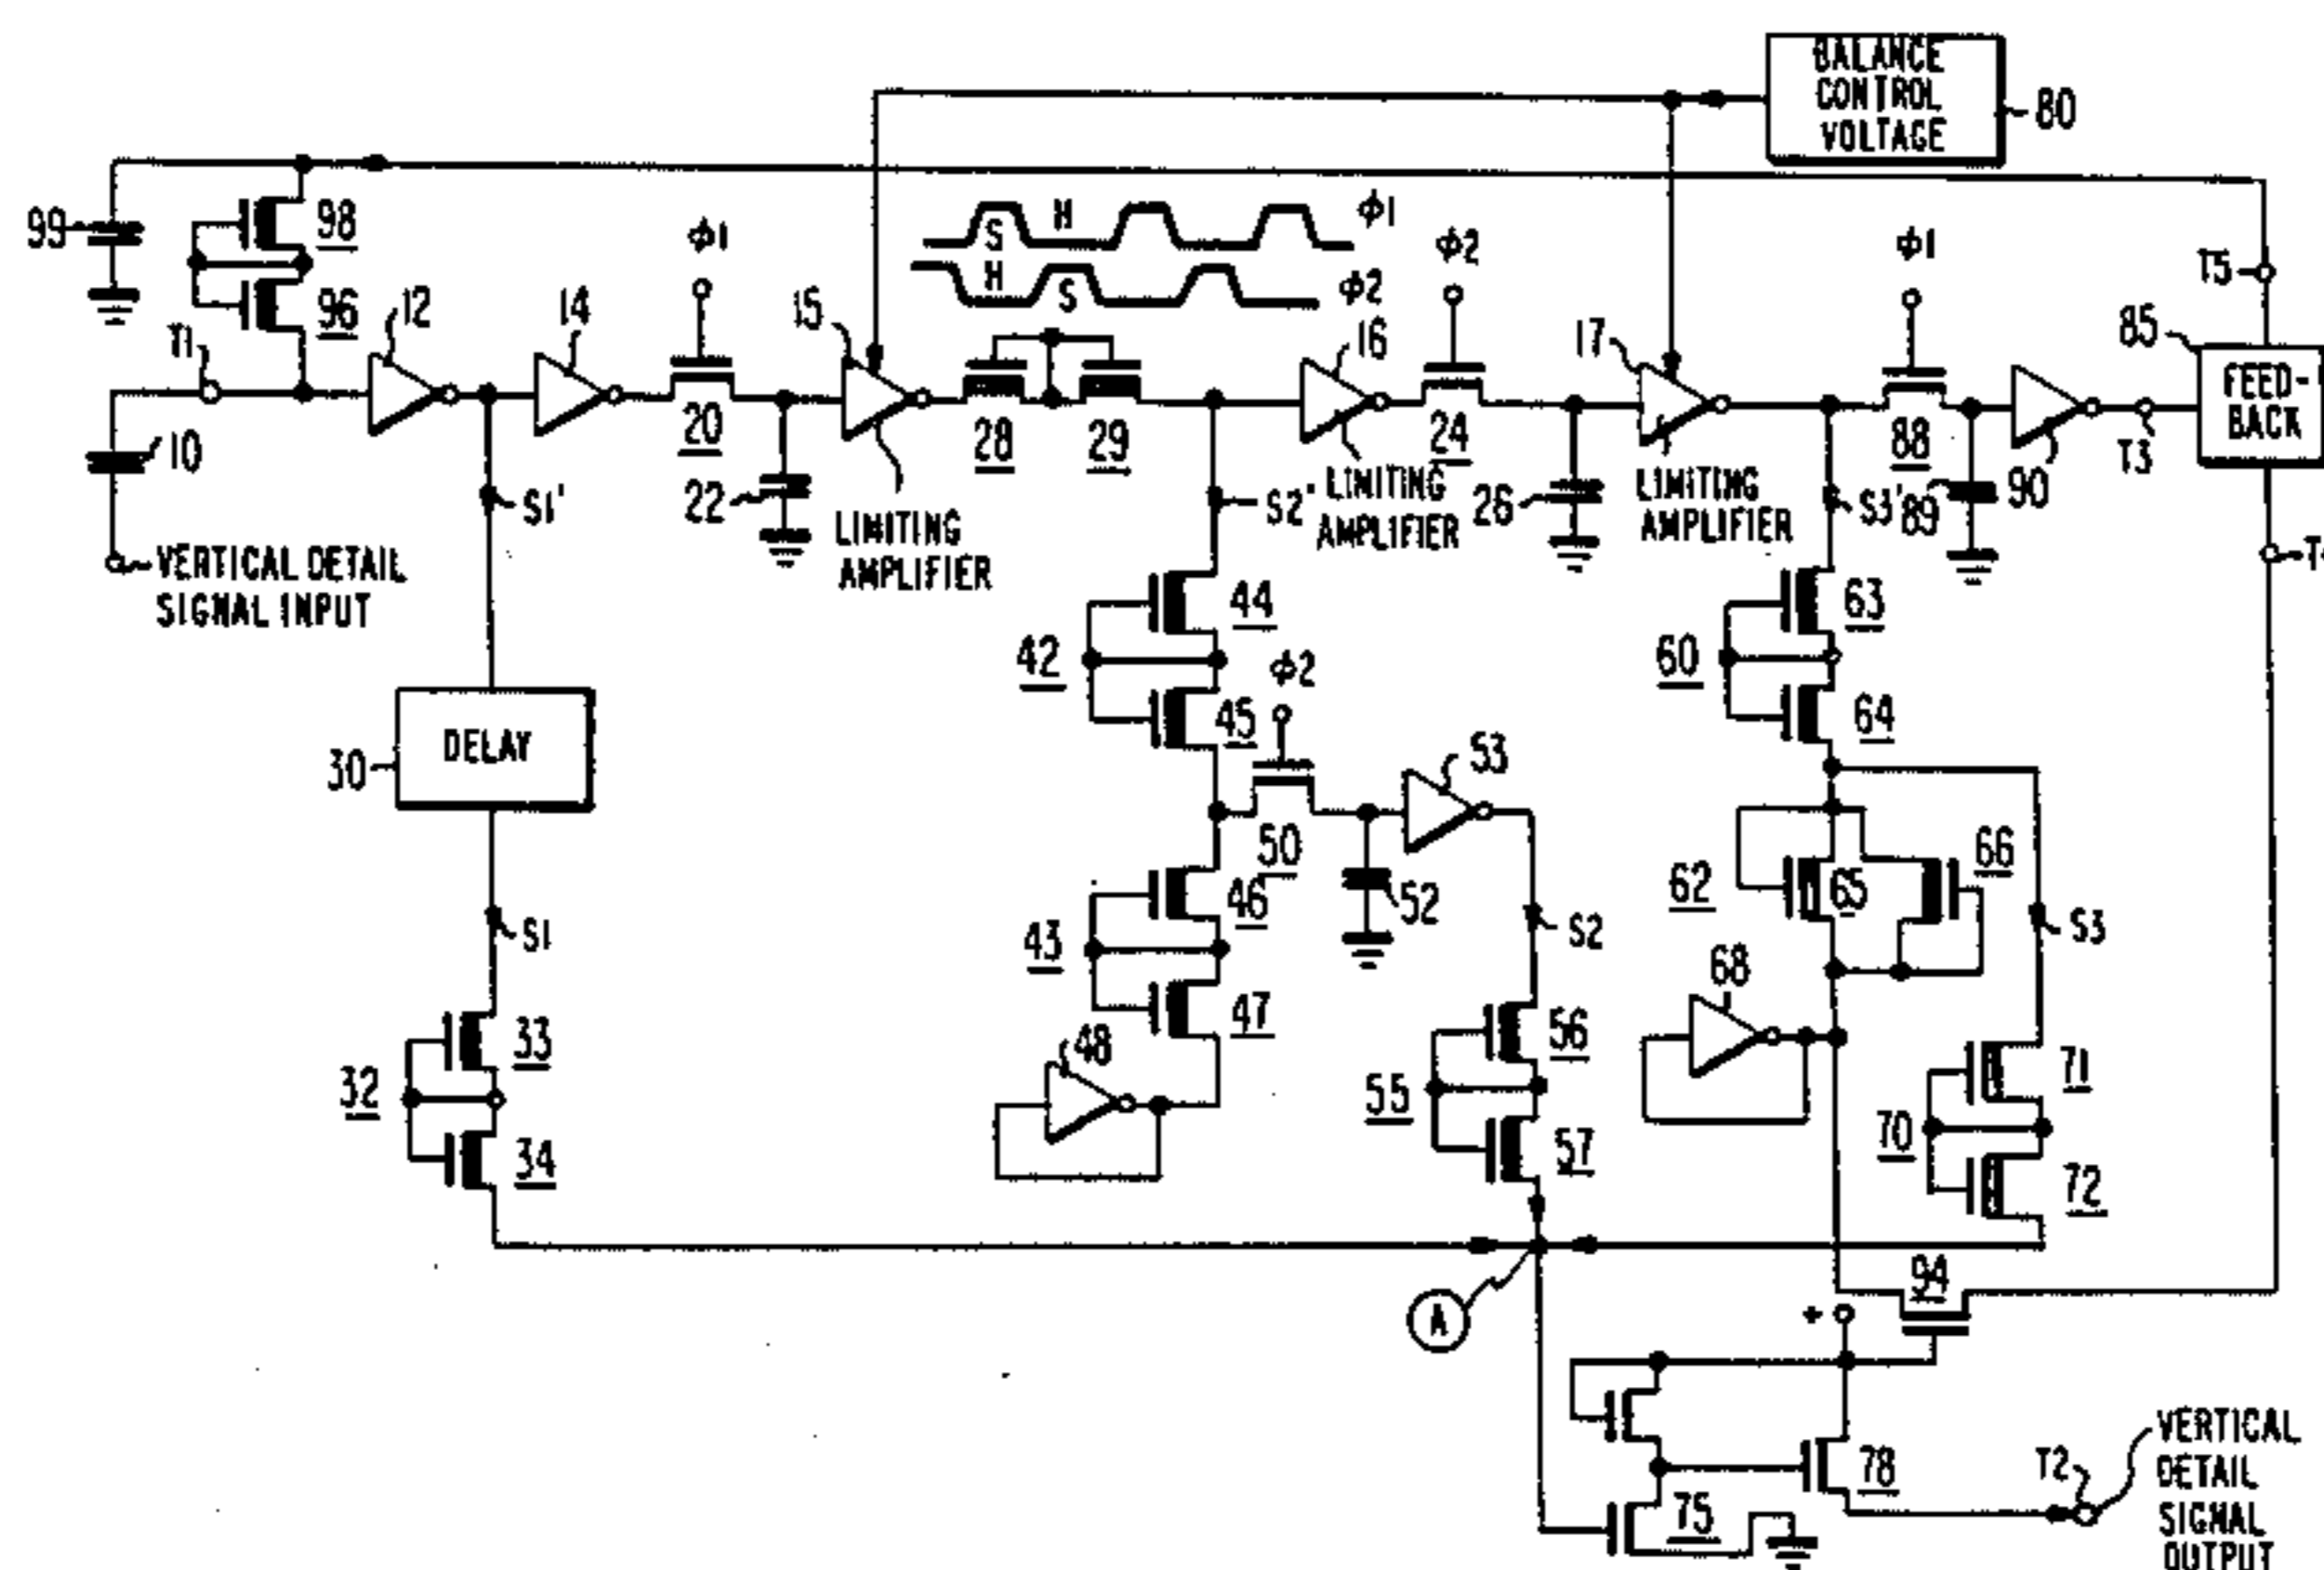 BALANCE
CONTROL
VOLTAGE
80
99
98
96
T1
12
14
φ1
15
S
H
φ1
H
S
φ2
φ2
16
17
φ1
T5
85
FEED-
BACK
10
20
22
28
29
24
26
88
89
90
T3
S1'
S2'
S3'
LIMITING
AMPLIFIER
LIMITING
AMPLIFIER
LIMITING
AMPLIFIER
VERTICAL DETAIL
SIGNAL INPUT
44
42
45
φ2
63
60
64
DELAY
30
53
50
52
46
43
47
48
62
65
66
68
S1
S2
S3
33
32
34
56
55
57
71
70
72
94
A
+
75
78
T2
VERTICAL
DETAIL
SIGNAL
OUTPUT